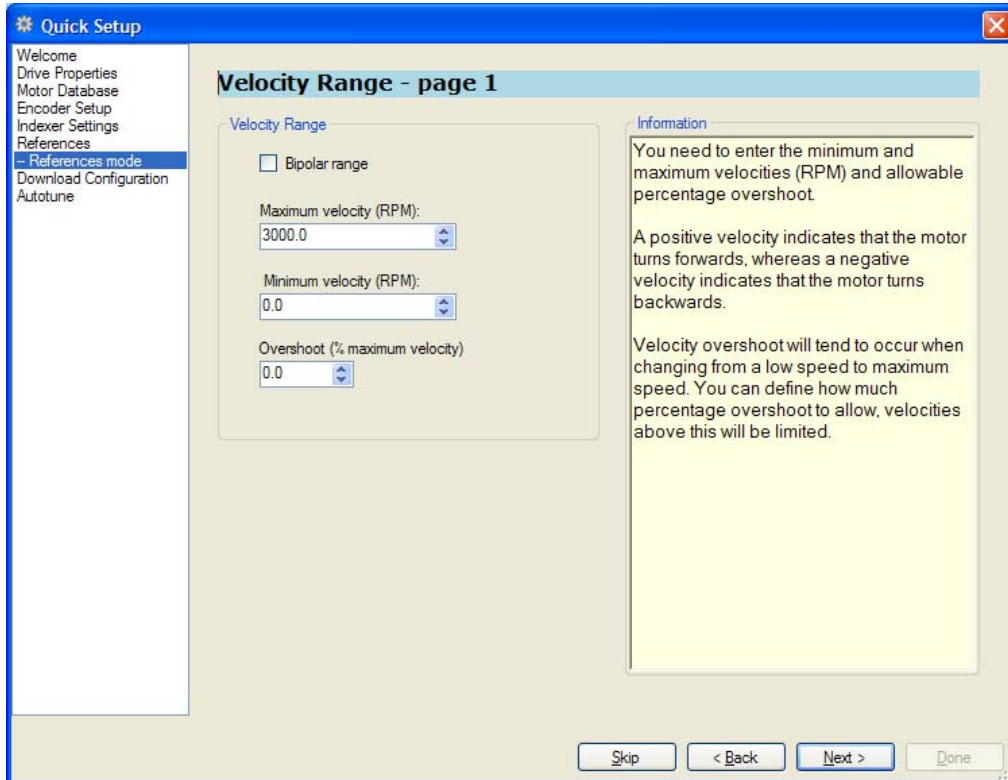 Quick Setup
Welcome
Drive Properties
Motor Database
Encoder Setup
Indexer Settings
References
– References mode
Download Configuration
Autotune
Velocity Range - page 1
Velocity Range
Bipolar range
Maximum velocity (RPM):
3000.0
Minimum velocity (RPM):
0.0
Overshoot (% maximum velocity)
0.0
Information
You need to enter the minimum and
maximum velocities (RPM) and allowable
percentage overshoot.
A positive velocity indicates that the motor
turns forwards, whereas a negative
velocity indicates that the motor turns
backwards.
Velocity overshoot will tend to occur when
changing from a low speed to maximum
speed. You can define how much
percentage overshoot to allow, velocities
above this will be limited.
Skip
< Back
Next >
Done